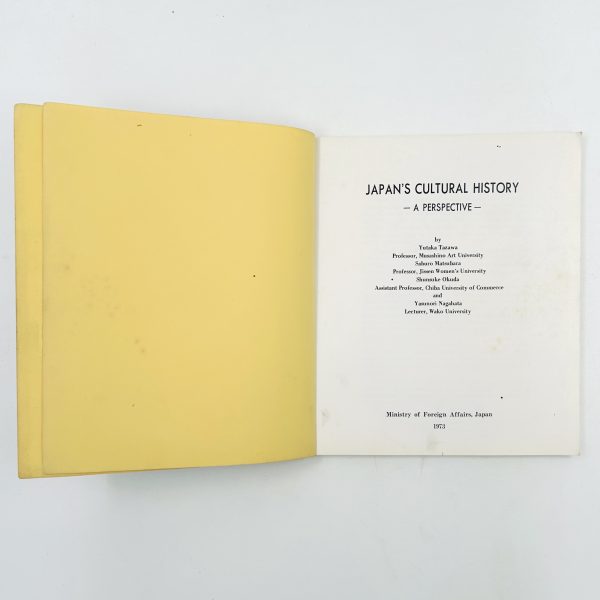 JAPAN'S CULTURAL HISTORY
— A PERSPECTIVE —
by
Yutaka Tazawa
Professor, Musashino Art University
Saburo Matsubara
Professor, Jissen Women's University
Shunsuke Okuda
Assistant Professor, Chiba University of Commerce
and
Yasunori Nagahata
Lecturer, Wako University
Ministry of Foreign Affairs, Japan
1973